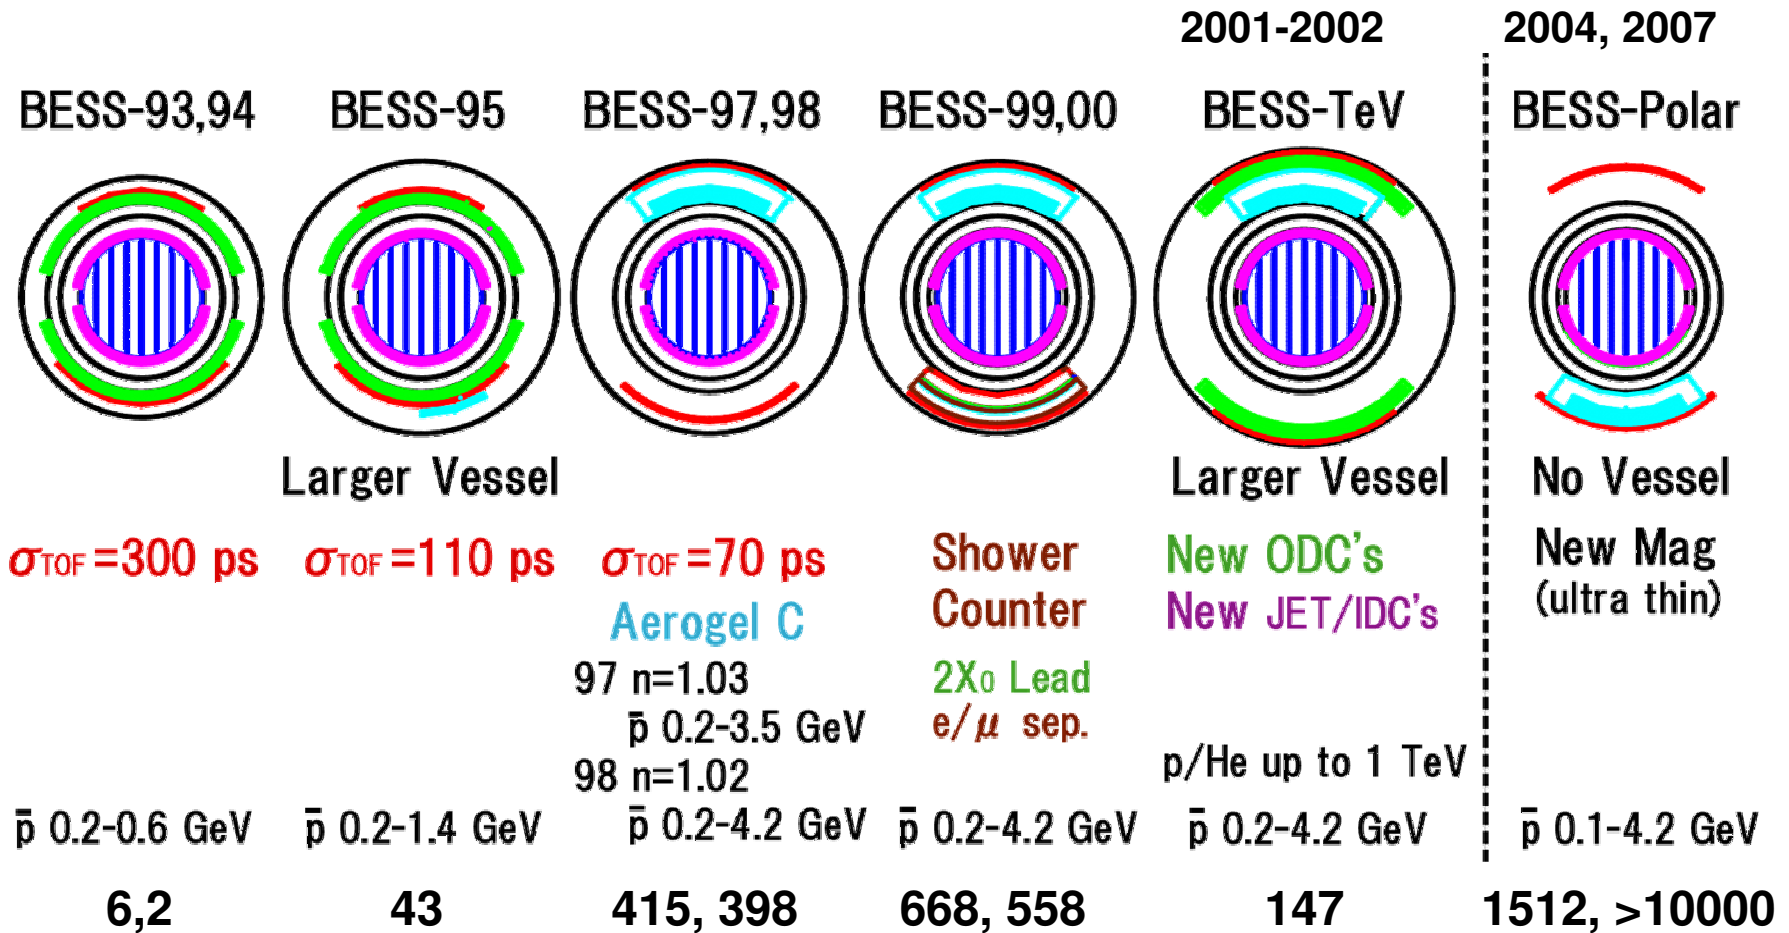 2001-2002
2004, 2007
BESS-93,94
BESS-95
BESS-97,98
BESS-99,00
BESS-TeV
BESS-Polar
Larger Vessel
Larger Vessel
No Vessel
σTOF=300 ps
σTOF=110 ps
σTOF=70 ps
Shower
Counter
New ODC's
New JET/IDC's
New Mag
(ultra thin)
Aerogel C
97 n=1.03
p̄ 0.2-3.5 GeV
98 n=1.02
p̄ 0.2-4.2 GeV
2X₀ Lead
e/μ sep.
p/He up to 1 TeV
p̄ 0.2-0.6 GeV
p̄ 0.2-1.4 GeV
p̄ 0.2-4.2 GeV
p̄ 0.2-4.2 GeV
p̄ 0.1-4.2 GeV
6,2
43
415, 398
668, 558
147
1512, >10000